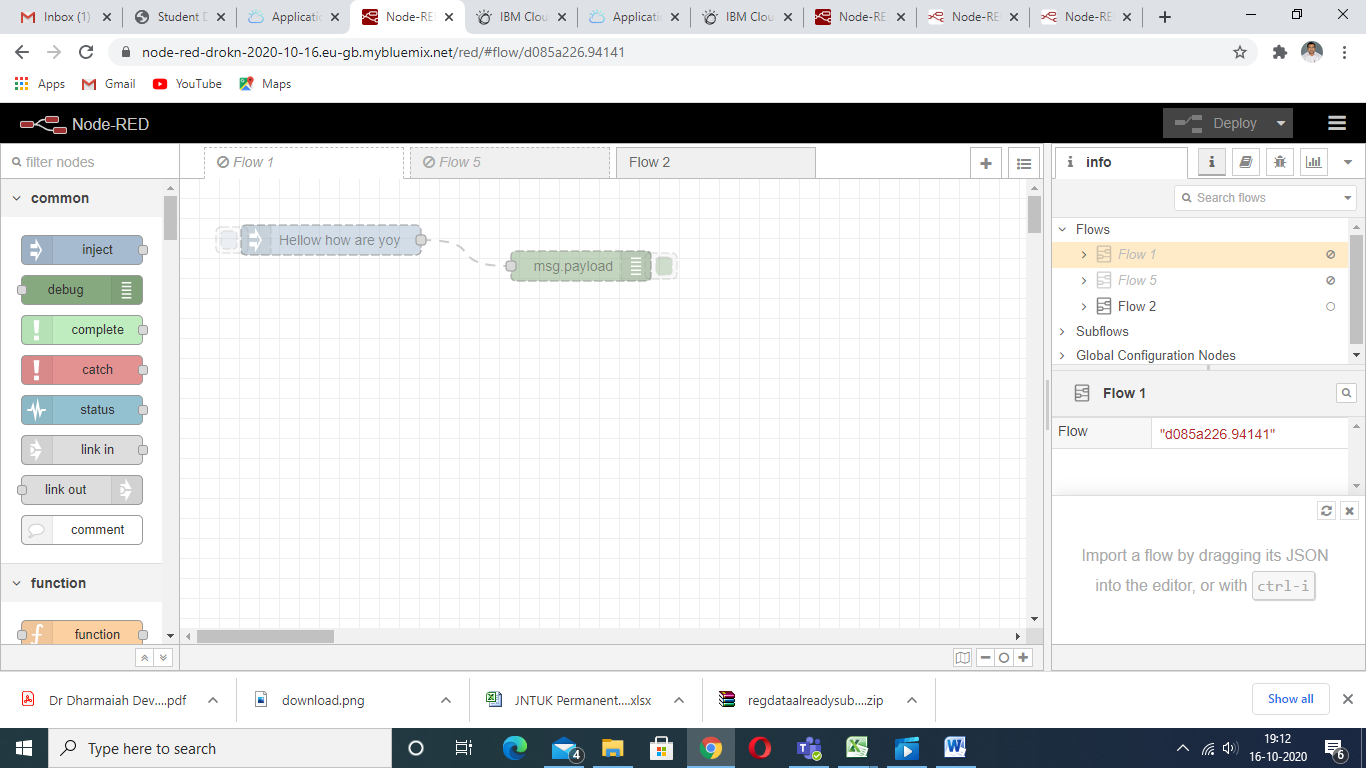 Inbox (1)
Student D
Applicatio
Node-RE
IBM Clou
Applicatio
IBM Clou
Node-RE
Node-RE
Node-RE
node-red-drokn-2020-10-16.eu-gb.mybluemix.net/red/#flow/d085a226.94141
Apps
Gmail
YouTube
Maps
Node-RED
Deploy
filter nodes
Flow 1
Flow 5
Flow 2
info
Search flows
common
inject
debug
complete
catch
status
link in
link out
comment
function
function
Hellow how are yoy
msg.payload
Flows
Flow 1
Flow 5
Flow 2
Subflows
Global Configuration Nodes
Flow 1
Flow
"d085a226.94141"
Import a flow by dragging its JSON
into the editor, or with ctrl-i
Dr Dharmaiah Dev....pdf
download.png
JNTUK Permanent....xlsx
regdataalreadysub....zip
Show all
Type here to search
4
19:12
16-10-2020
6